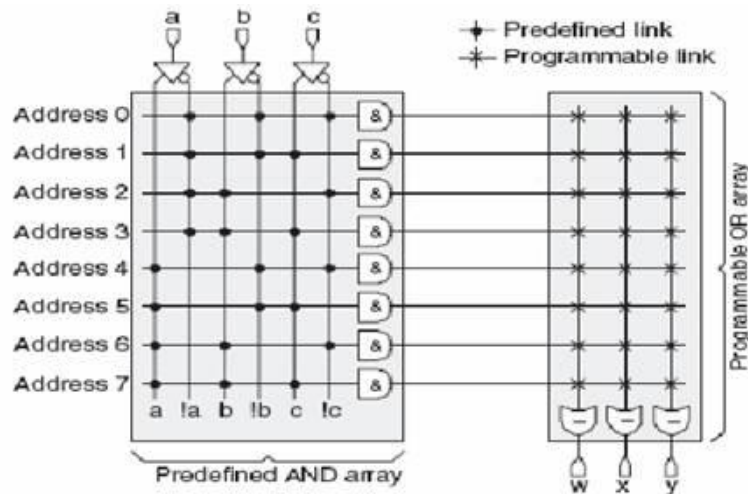 a b c
Predefined link
Programmable link
Address 0 &
Address 1 &
Address 2 &
Address 3 &
Address 4 &
Address 5 &
Address 6 &
Address 7 &
a !a b !b c !c
Predefined AND array
Programmable OR array
w x y